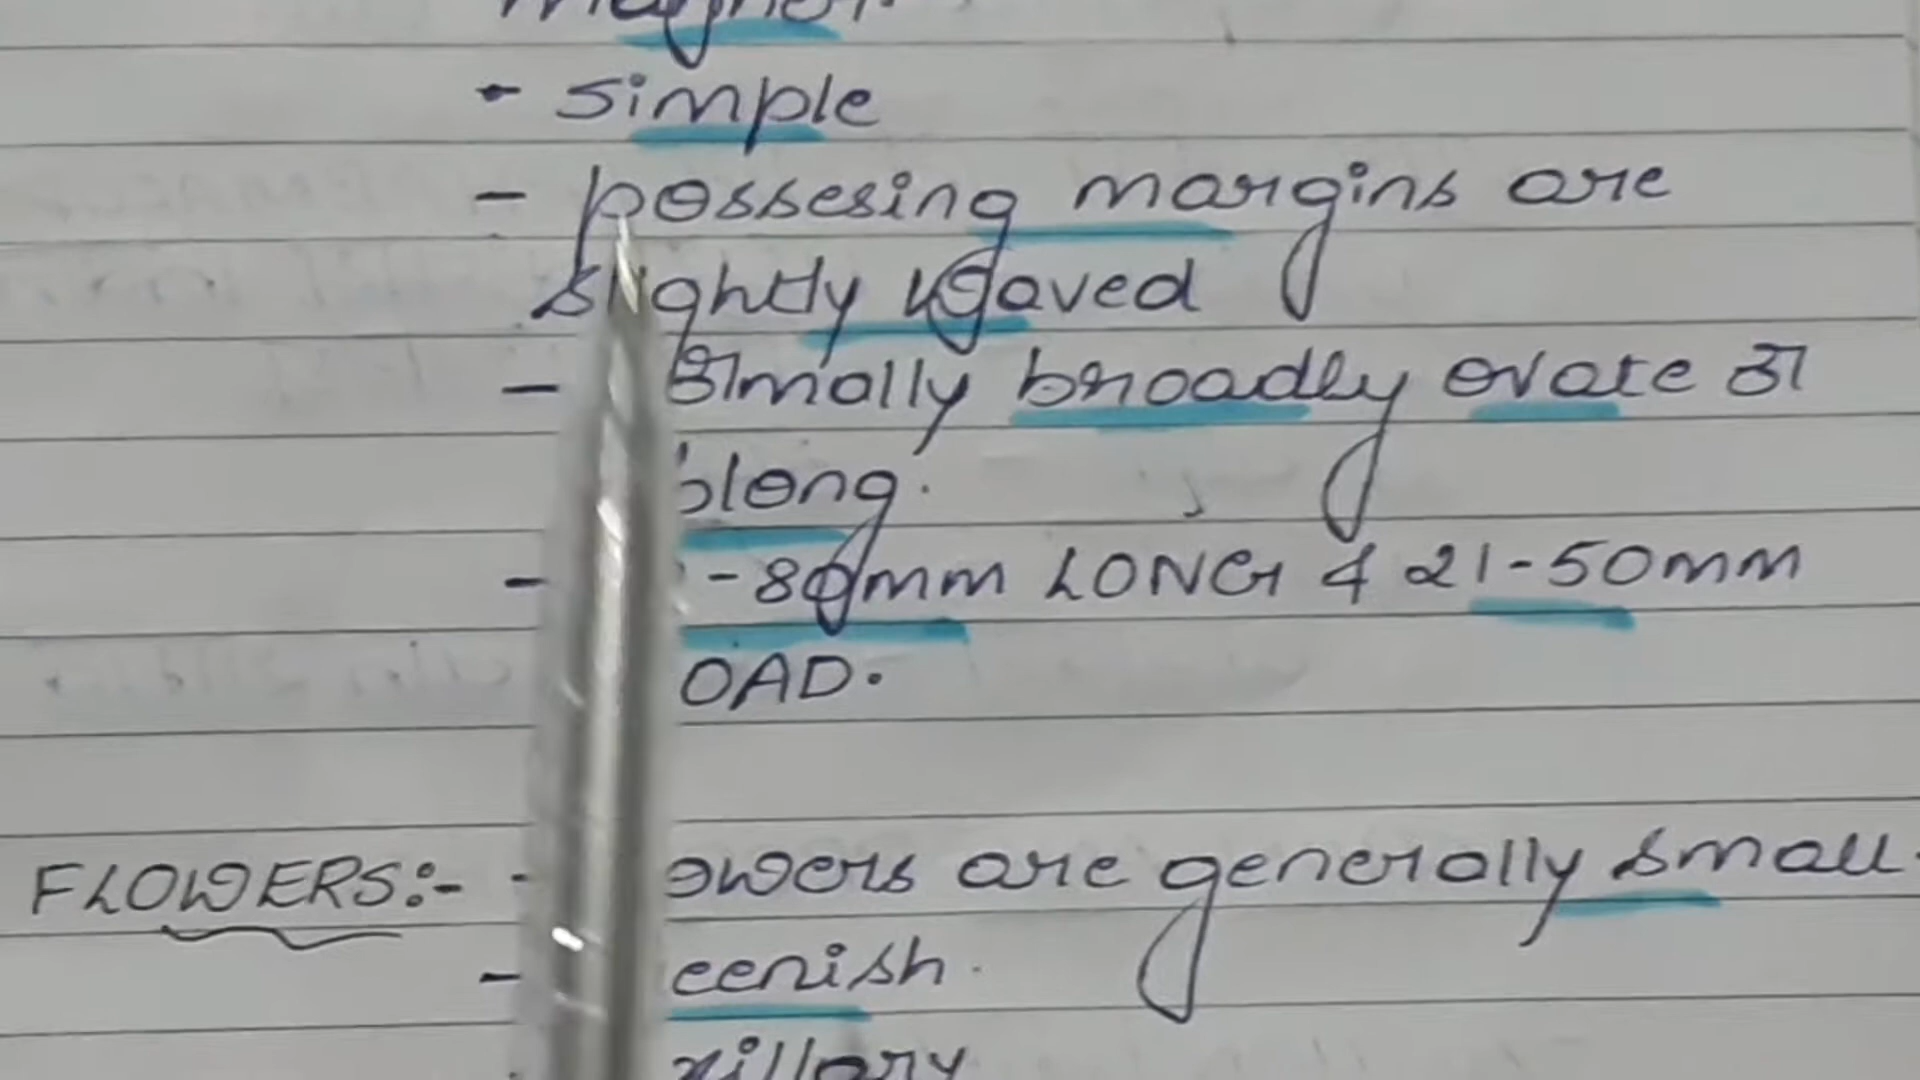 - simple
- possesing margins are
slightly waved
- broadly ovate or
blong.
- -80mm LONG & 21-50mm
OAD.
FLOWERS:- - owers are generally small
- eenish.
xillary